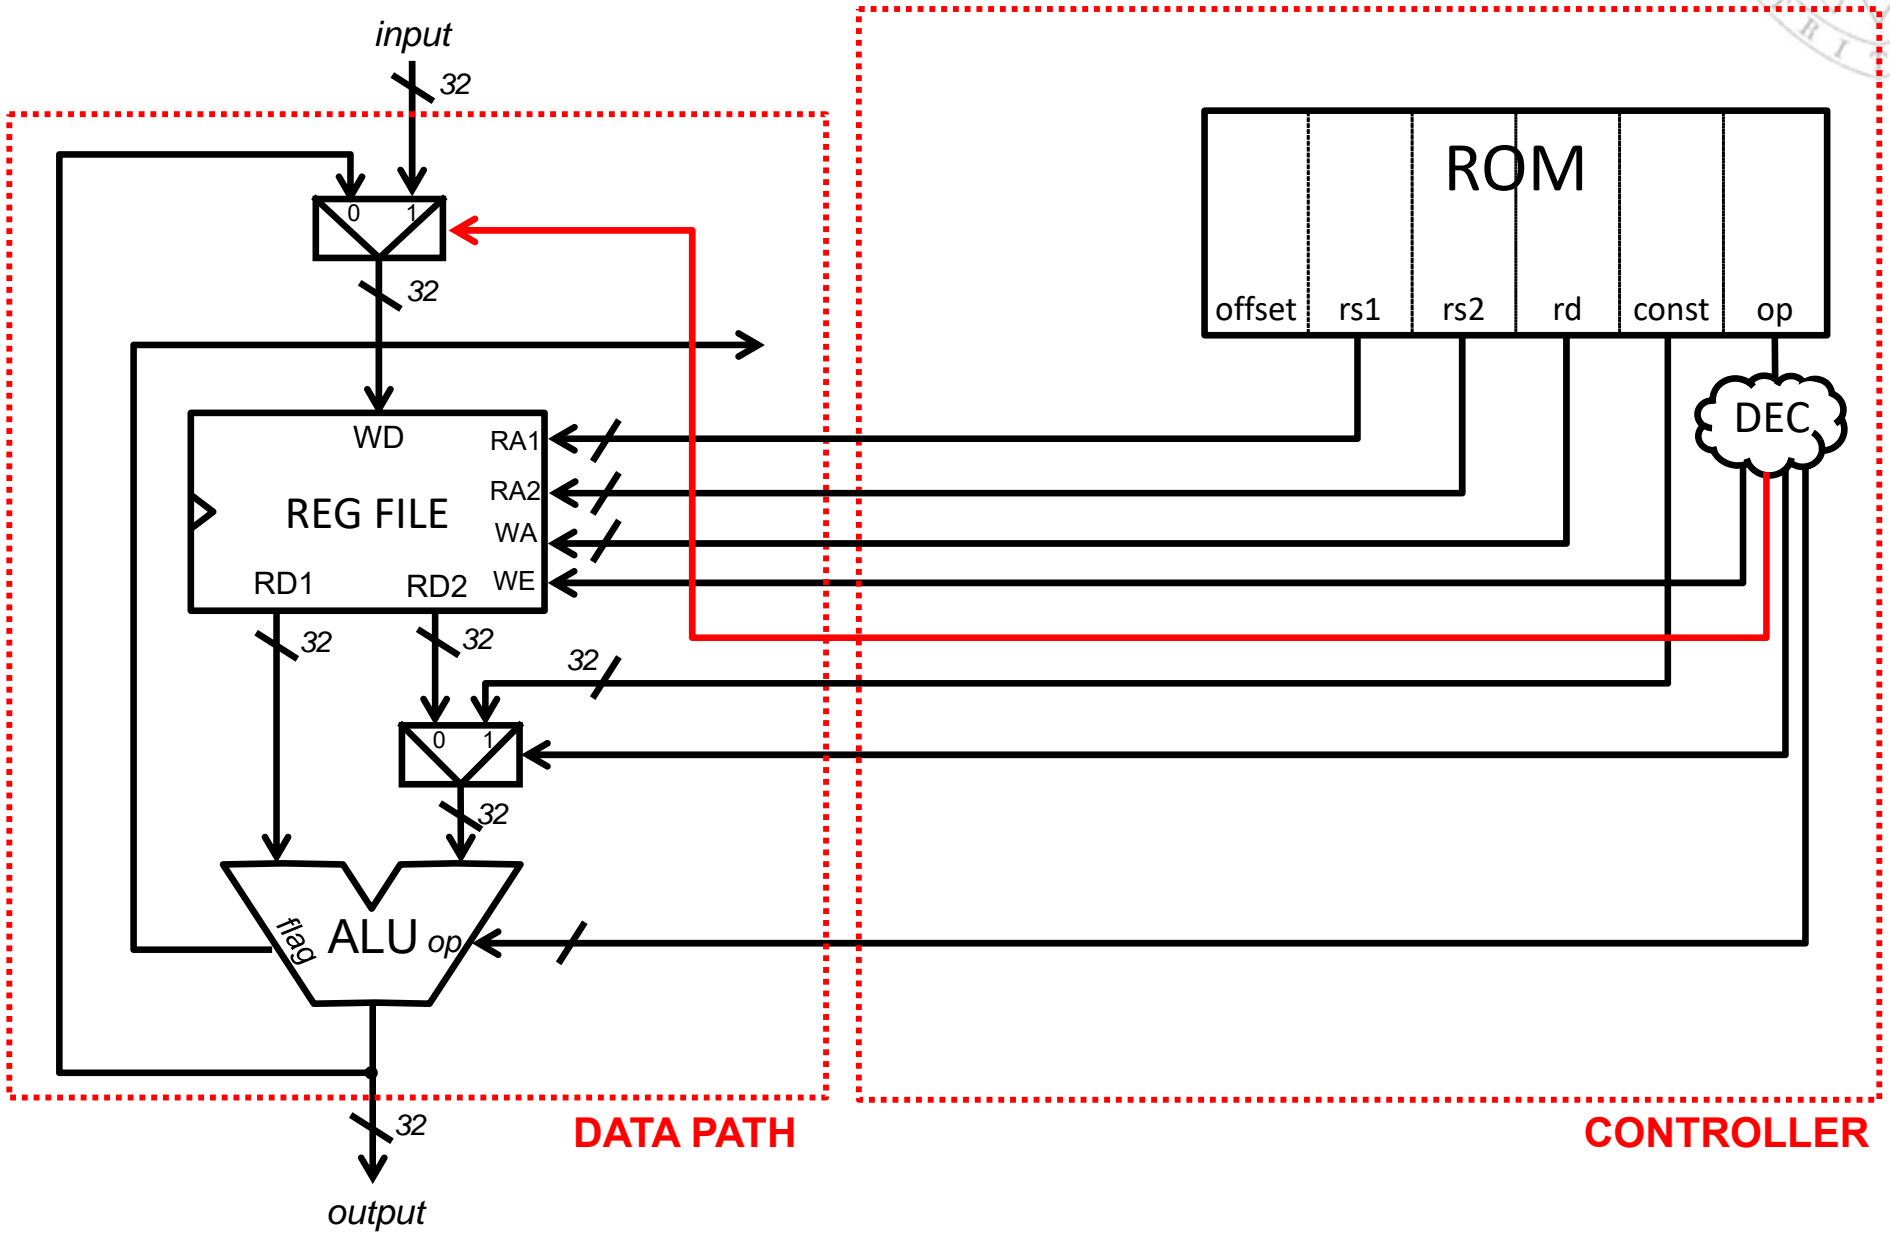 input
32
0 1
32
WD
RA1
RA2
REG FILE
WA
WE
RD1
RD2
32
32
32
0 1
32
flag
ALU
op
32
output
DATA PATH
ROM
offset rs1 rs2 rd const op
DEC
CONTROLLER
R I T